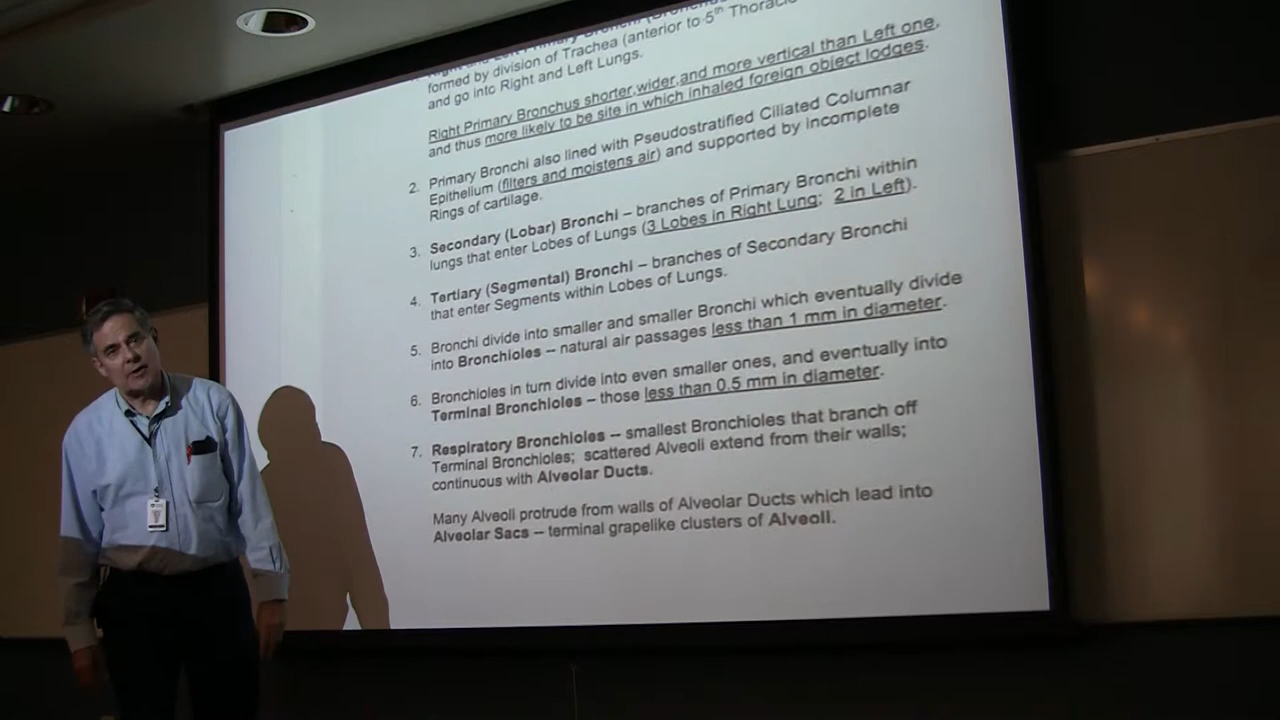 Right and Left Primary Bronchi
formed by division of Trachea (anterior to 5th Thoracic
and go into Right and Left Lungs.
Right Primary Bronchus shorter, wider, and more vertical than Left one,
and thus more likely to be site in which inhaled foreign object lodges.
2. Primary Bronchi also lined with Pseudostratified Ciliated Columnar
Epithelium (filters and moistens air) and supported by incomplete
Rings of cartilage.
3. Secondary (Lobar) Bronchi – branches of Primary Bronchi within
lungs that enter Lobes of Lungs (3 Lobes in Right Lung; 2 in Left).
4. Tertiary (Segmental) Bronchi – branches of Secondary Bronchi
that enter Segments within Lobes of Lungs.
5. Bronchi divide into smaller and smaller Bronchi which eventually divide
into Bronchioles – natural air passages less than 1 mm in diameter.
6. Bronchioles in turn divide into even smaller ones, and eventually into
Terminal Bronchioles – those less than 0.5 mm in diameter.
7. Respiratory Bronchioles – smallest Bronchioles that branch off
Terminal Bronchioles; scattered Alveoli extend from their walls;
continuous with Alveolar Ducts.
Many Alveoli protrude from walls of Alveolar Ducts which lead into
Alveolar Sacs – terminal grapelike clusters of Alveoli.